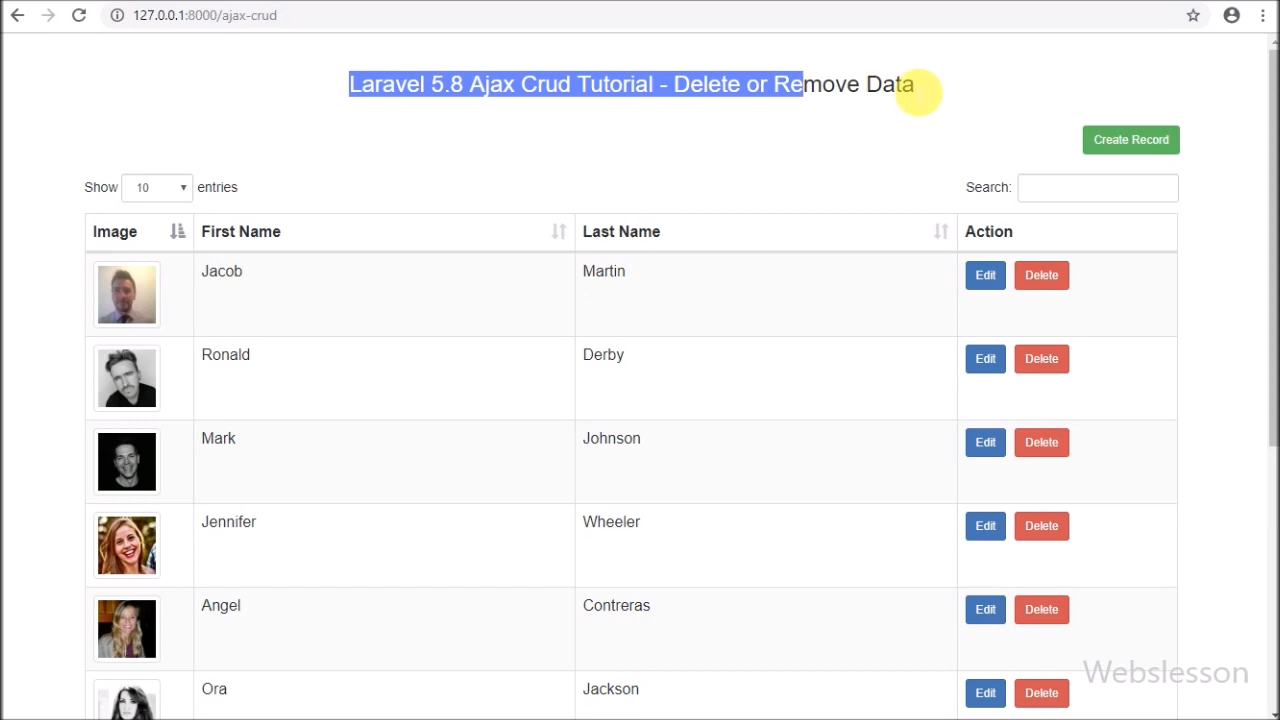 127.0.0.1:8000/ajax-crud
Laravel 5.8 Ajax Crud Tutorial - Delete or Remove Data
Create Record
Show 10 entries Search:
Image First Name Last Name Action
Jacob Martin Edit Delete
Ronald Derby Edit Delete
Mark Johnson Edit Delete
Jennifer Wheeler Edit Delete
Angel Contreras Edit Delete
Ora Jackson Edit Delete
Webslesson